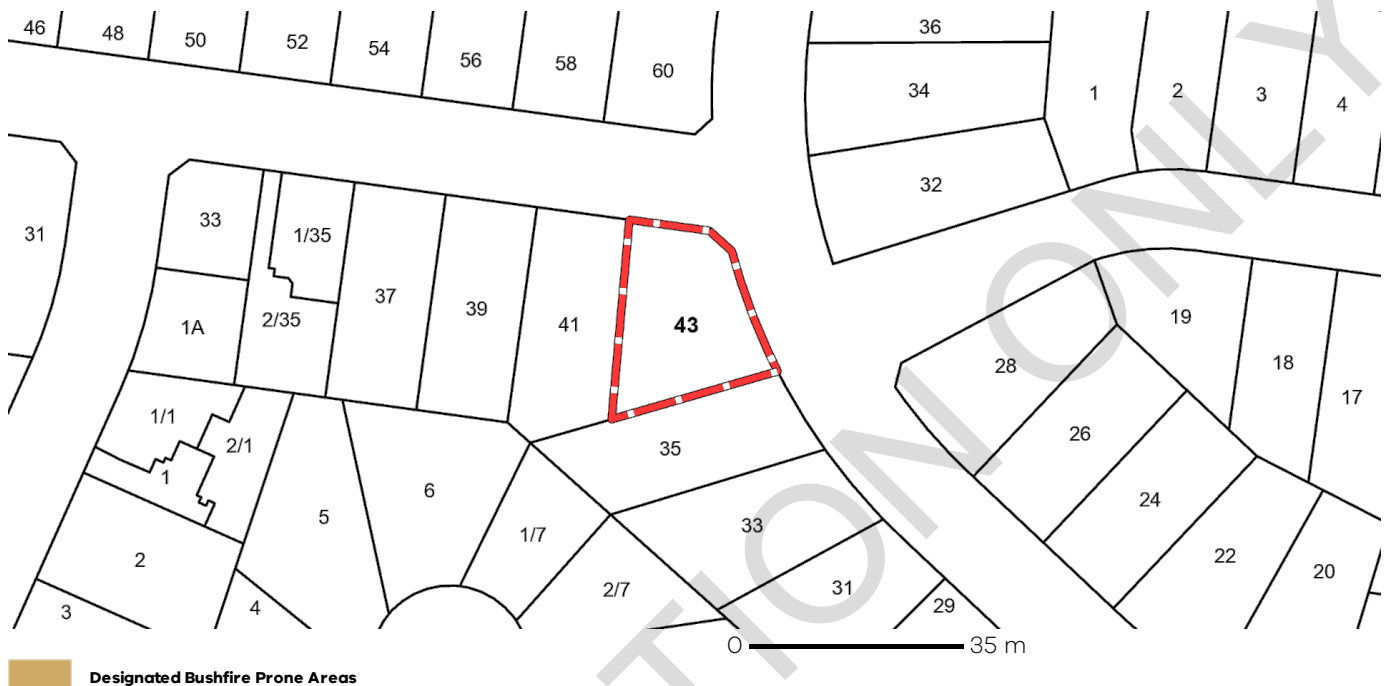 46 48 50 52 54 56 58 60 36
34 1 2 3 4
32
31 33 1/35
37 39 41 43 19
1A 2/35 28 18 17
1/1 2/1 35 26
1 6 5 33 24
2 1/7 22 20
3 4 2/7 31 29
0 35 m
Designated Bushfire Prone Areas
TION ONLY